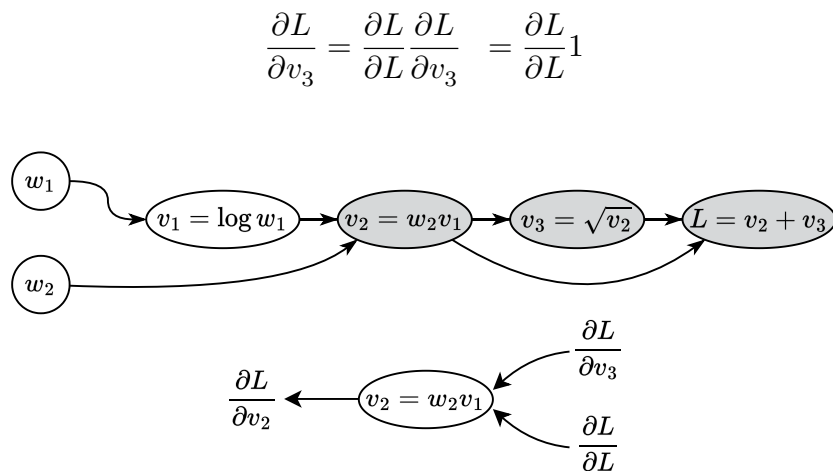 ∂L/∂v₃ = ∂L/∂L ∂L/∂v₃ = ∂L/∂L 1
w₁
v₁ = log w₁
v₂ = w₂v₁
v₃ = √v₂
L = v₂ + v₃
w₂
∂L/∂v₃
∂L/∂v₂
v₂ = w₂v₁
∂L/∂L